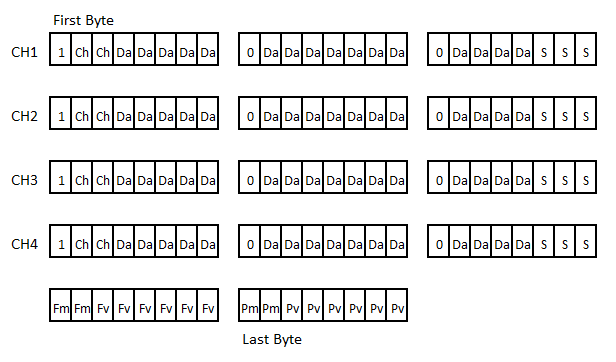 First Byte
CH1 1 Ch Ch Da Da Da Da Da 0 Da Da Da Da Da Da Da 0 Da Da Da Da S S S
CH2 1 Ch Ch Da Da Da Da Da 0 Da Da Da Da Da Da Da 0 Da Da Da Da S S S
CH3 1 Ch Ch Da Da Da Da Da 0 Da Da Da Da Da Da Da 0 Da Da Da Da S S S
CH4 1 Ch Ch Da Da Da Da Da 0 Da Da Da Da Da Da Da 0 Da Da Da Da S S S
Fm Fm Fv Fv Fv Fv Fv Fv Pm Pm Pv Pv Pv Pv Pv Pv
Last Byte